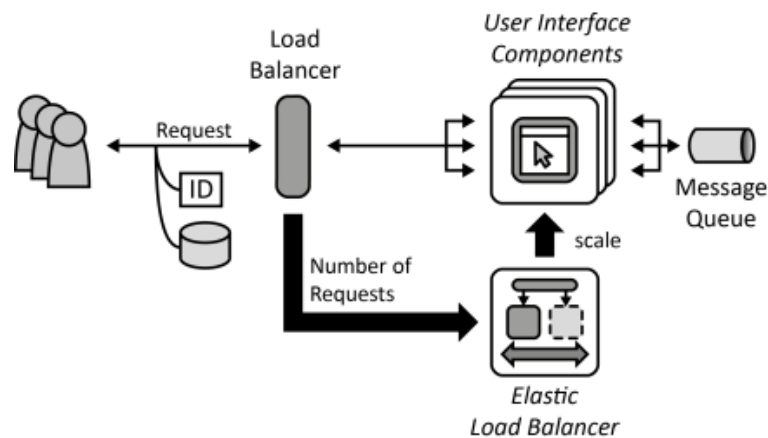 User Interface
Components
Load
Balancer
Request
ID
Message
Queue
Number of
Requests
scale
Elastic
Load Balancer